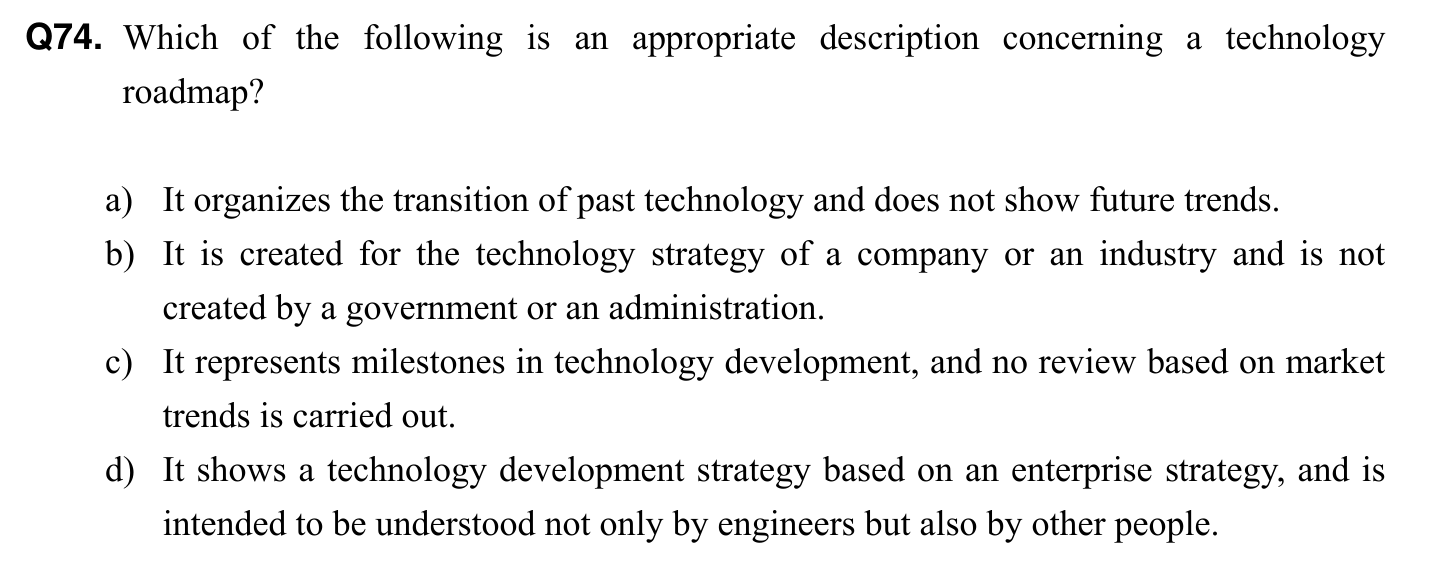 Q74. Which of the following is an appropriate description concerning a technology
roadmap?
a) It organizes the transition of past technology and does not show future trends.
b) It is created for the technology strategy of a company or an industry and is not
created by a government or an administration.
c) It represents milestones in technology development, and no review based on market
trends is carried out.
d) It shows a technology development strategy based on an enterprise strategy, and is
intended to be understood not only by engineers but also by other people.